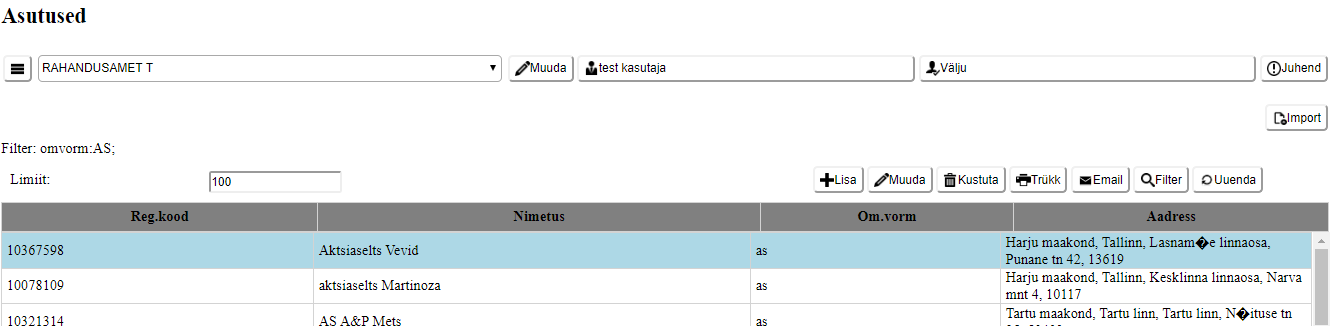 Asutused
RAHANDUSAMET T Muuda test kasutaja Välju Juhend
Import
Filter: omvorm:AS;
Limiit: 100 Lisa Muuda Kustuta Trükk Email Filter Uuenda
Reg.kood Nimetus Om.vorm Aadress
10367598 Aktsiaselts Vevid as Harju maakond, Tallinn, Lasnam�e linnaosa,
Punane tn 42, 13619
10078109 aktsiaselts Martinoza as Harju maakond, Tallinn, Kesklinna linnaosa, Narva
mnt 4, 10117
10321314 AS A&P Mets as Tartu maakond, Tartu linn, Tartu linn, N�ituse tn